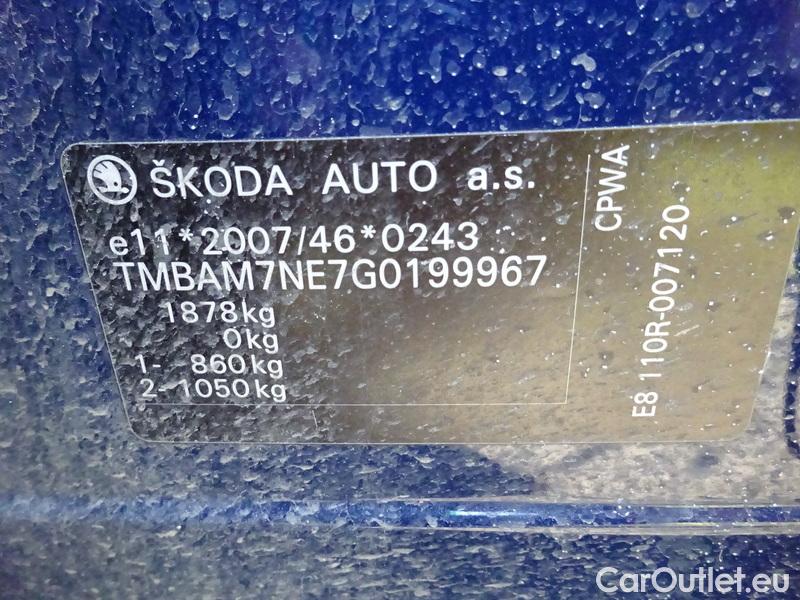 ŠKODA AUTO a.s.
e11*2007/46*0243
TMBAM7NE7G0199967
1878kg
0kg
1- 860kg
2- 1050kg
CPWA
E8 110R-007120
CarOutlet.eu